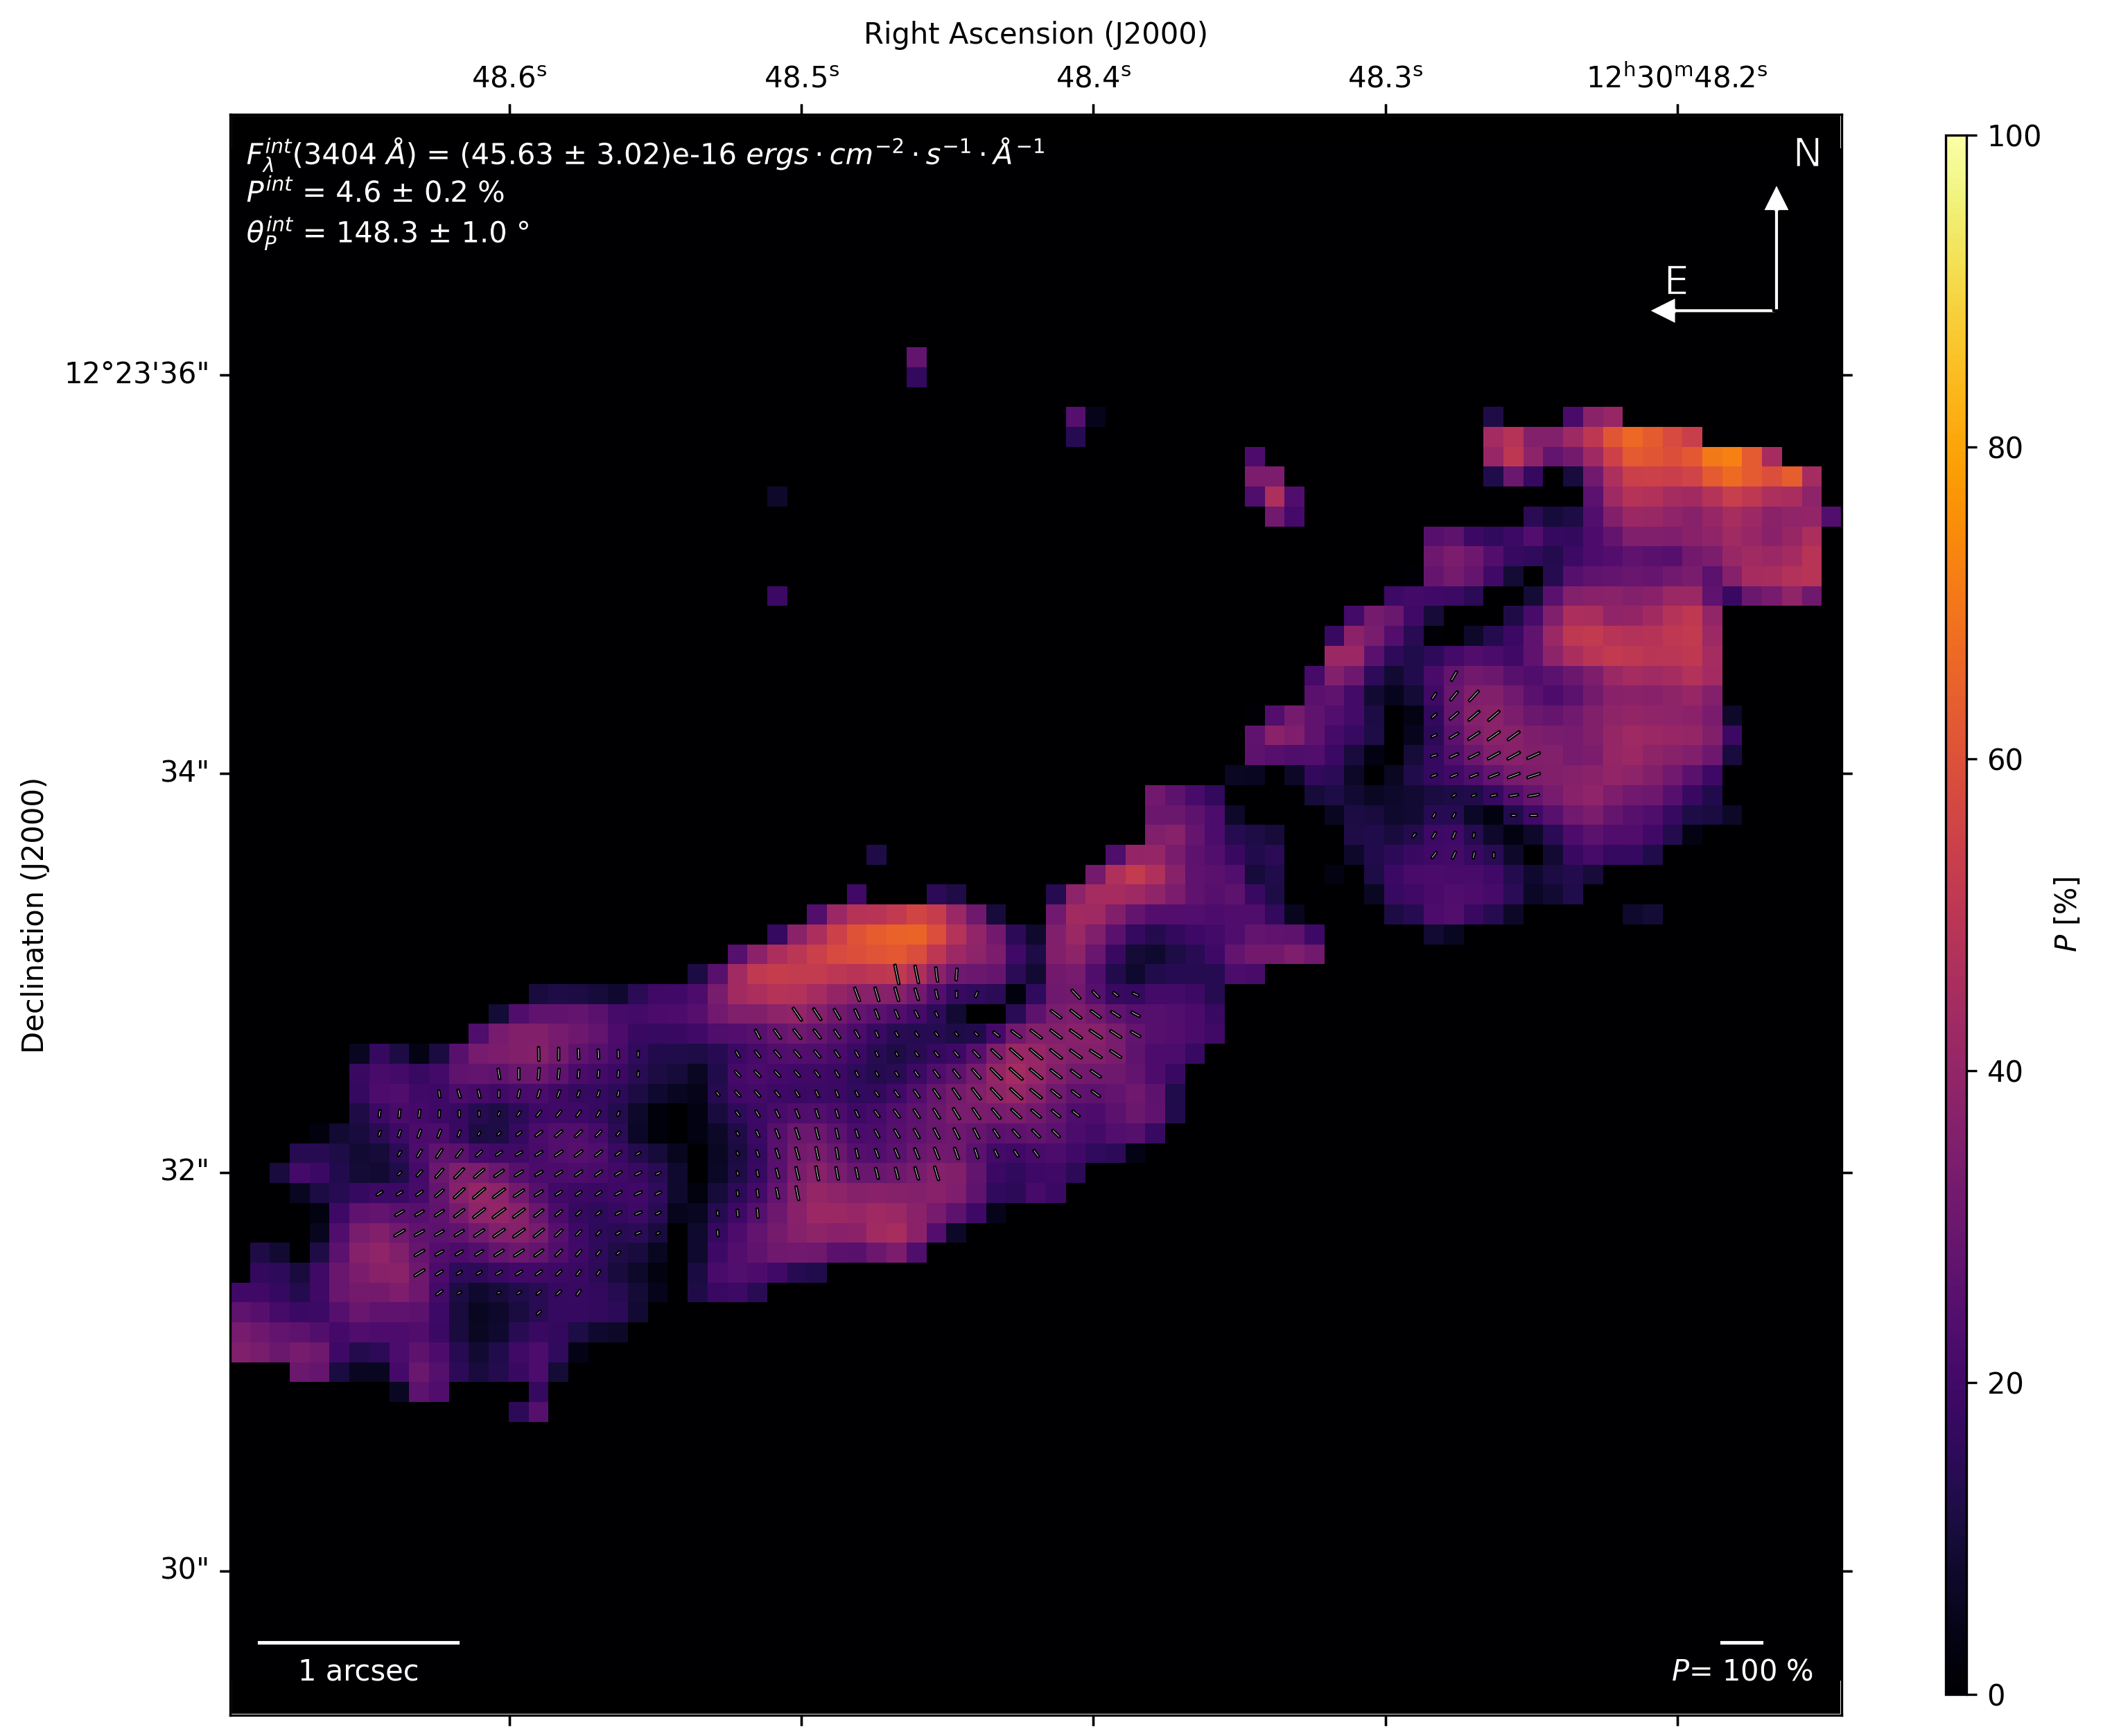 Right Ascension (J2000)
48.6ˢ 48.5ˢ 48.4ˢ 48.3ˢ 12ʰ30ᵐ48.2ˢ
F_λ^int(3404 Å) = (45.63 ± 3.02)e-16 ergs · cm⁻² · s⁻¹ · Å⁻¹
P^int = 4.6 ± 0.2 %
θ_P^int = 148.3 ± 1.0 °
N
E
12°23'36"
34"
32"
30"
Declination (J2000)
1 arcsec
P= 100 %
100
80
60
40
20
0
P [%]